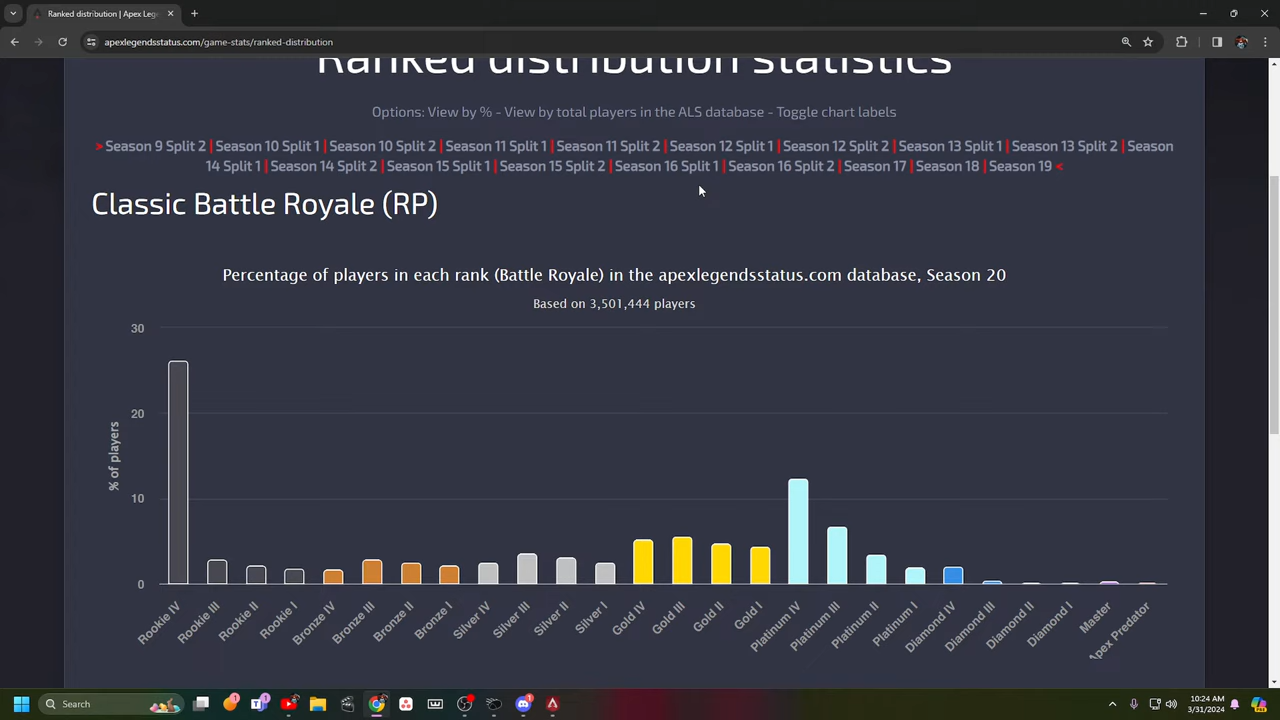 Ranked distribution | Apex Leg
apexlegendsstatus.com/game-stats/ranked-distribution
Ranked distribution statistics
Options: View by % - View by total players in the ALS database - Toggle chart labels
> Season 9 Split 2 | Season 10 Split 1 | Season 10 Split 2 | Season 11 Split 1 | Season 11 Split 2 | Season 12 Split 1 | Season 12 Split 2 | Season 13 Split 1 | Season 13 Split 2 | Season
14 Split 1 | Season 14 Split 2 | Season 15 Split 1 | Season 15 Split 2 | Season 16 Split 1 | Season 16 Split 2 | Season 17 | Season 18 | Season 19 <
Classic Battle Royale (RP)
Percentage of players in each rank (Battle Royale) in the apexlegendsstatus.com database, Season 20
Based on 3,501,444 players
30
20
10
0
% of players
Rookie IV
Rookie III
Rookie II
Rookie I
Bronze IV
Bronze III
Bronze II
Bronze I
Silver IV
Silver III
Silver II
Silver I
Gold IV
Gold III
Gold II
Gold I
Platinum IV
Platinum III
Platinum II
Platinum I
Diamond IV
Diamond III
Diamond II
Diamond I
Master
Apex Predator
Search
10:24 AM
3/31/2024